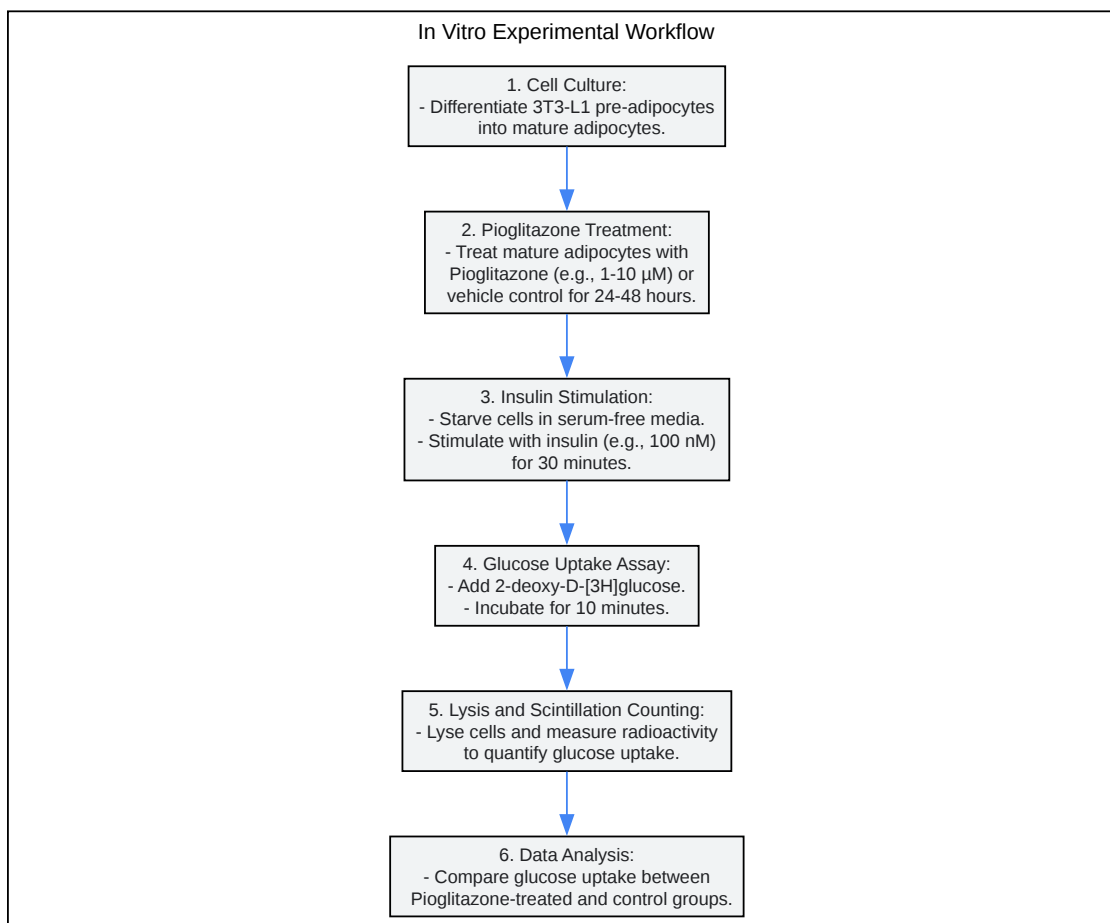 In Vitro Experimental Workflow
1. Cell Culture:
- Differentiate 3T3-L1 pre-adipocytes
into mature adipocytes.
2. Pioglitazone Treatment:
- Treat mature adipocytes with
Pioglitazone (e.g., 1-10 µM) or
vehicle control for 24-48 hours.
3. Insulin Stimulation:
- Starve cells in serum-free media.
- Stimulate with insulin (e.g., 100 nM)
for 30 minutes.
4. Glucose Uptake Assay:
- Add 2-deoxy-D-[3H]glucose.
- Incubate for 10 minutes.
5. Lysis and Scintillation Counting:
- Lyse cells and measure radioactivity
to quantify glucose uptake.
6. Data Analysis:
- Compare glucose uptake between
Pioglitazone-treated and control groups.